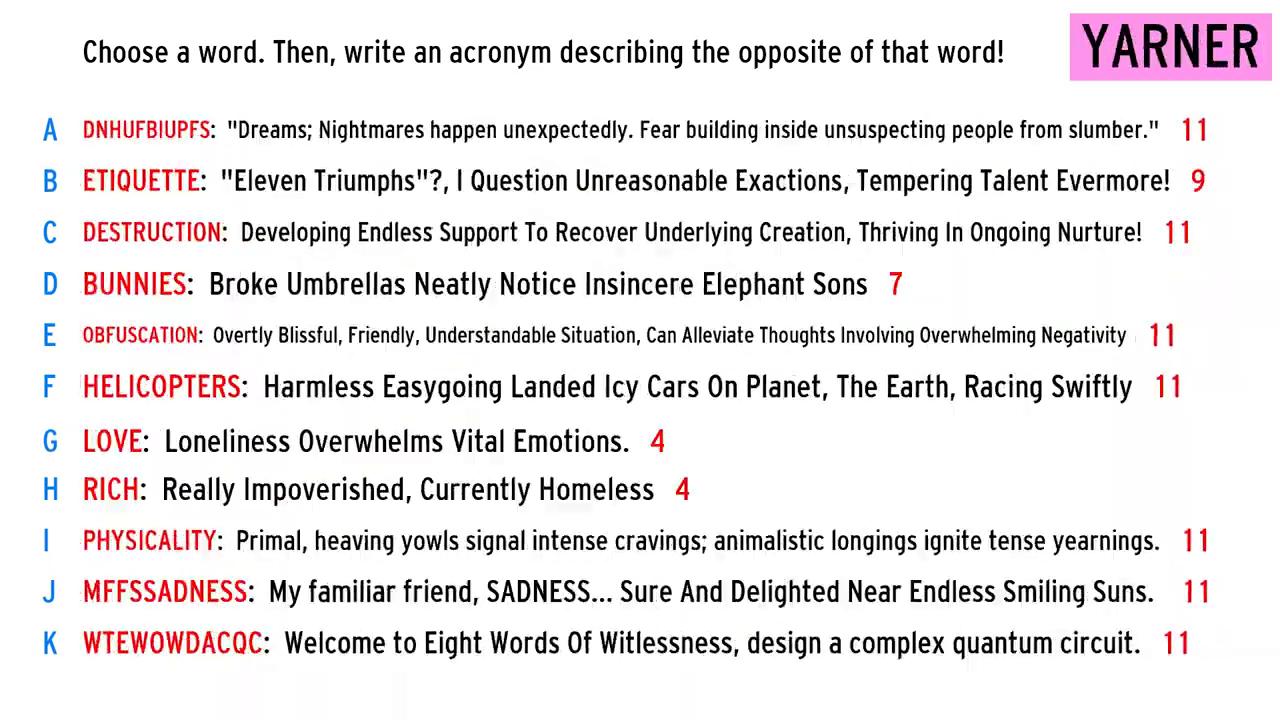 Choose a word. Then, write an acronym describing the opposite of that word!
YARNER
A DNHUFBIUPFS: "Dreams; Nightmares happen unexpectedly. Fear building inside unsuspecting people from slumber." 11
B ETIQUETTE: "Eleven Triumphs"?, I Question Unreasonable Exactions, Tempering Talent Evermore! 9
C DESTRUCTION: Developing Endless Support To Recover Underlying Creation, Thriving In Ongoing Nurture! 11
D BUNNIES: Broke Umbrellas Neatly Notice Insincere Elephant Sons 7
E OBFUSCATION: Overtly Blissful, Friendly, Understandable Situation, Can Alleviate Thoughts Involving Overwhelming Negativity 11
F HELICOPTERS: Harmless Easygoing Landed Icy Cars On Planet, The Earth, Racing Swiftly 11
G LOVE: Loneliness Overwhelms Vital Emotions. 4
H RICH: Really Impoverished, Currently Homeless 4
I PHYSICALITY: Primal, heaving yowls signal intense cravings; animalistic longings ignite tense yearnings. 11
J MFFSSADNESS: My familiar friend, SADNESS... Sure And Delighted Near Endless Smiling Suns. 11
K WTEWOWDACQC: Welcome to Eight Words Of Witlessness, design a complex quantum circuit. 11